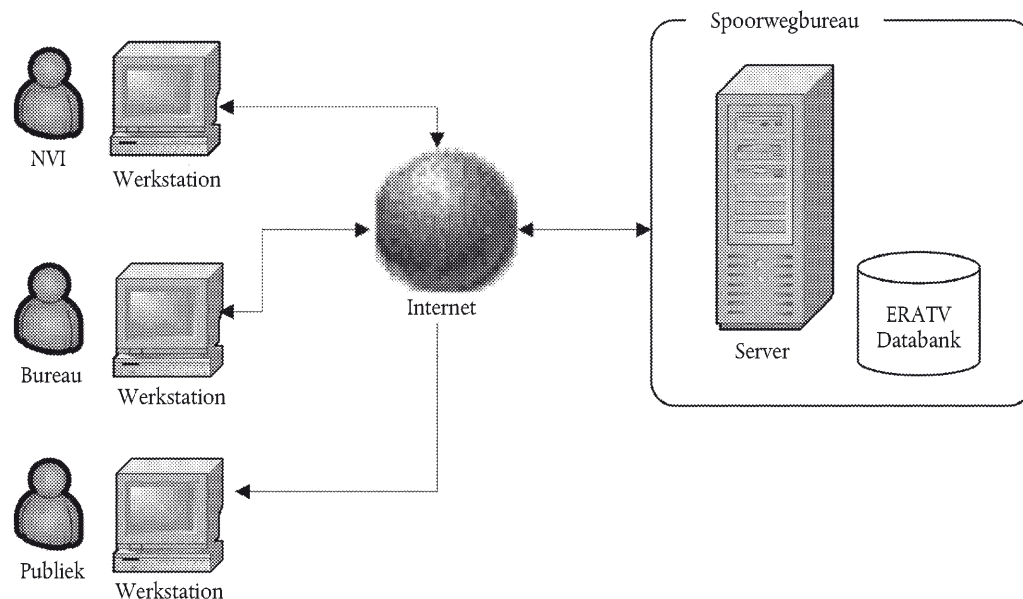 Spoorwegbureau
NVI
Werkstation
Internet
Server
ERATV
Databank
Bureau
Werkstation
Publiek
Werkstation